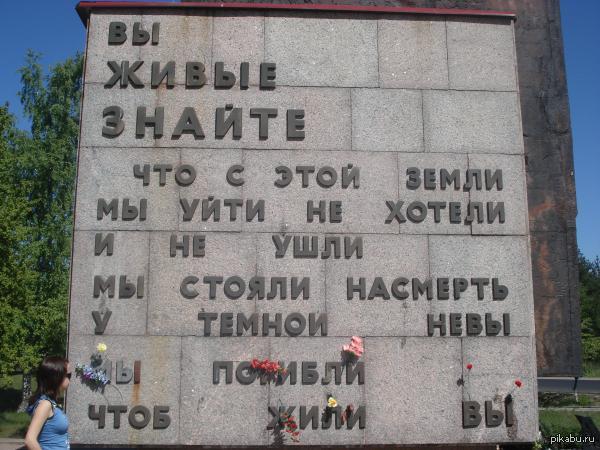 ВЫ
ЖИВЫЕ
ЗНАЙТЕ
ЧТО С ЭТОЙ ЗЕМЛИ
МЫ УЙТИ НЕ ХОТЕЛИ
И НЕ УШЛИ
МЫ СТОЯЛИ НАСМЕРТЬ
У ТЕМНОЙ НЕВЫ
МЫ ПОГИБЛИ
ЧТОБ ЖИЛИ ВЫ
pikabu.ru